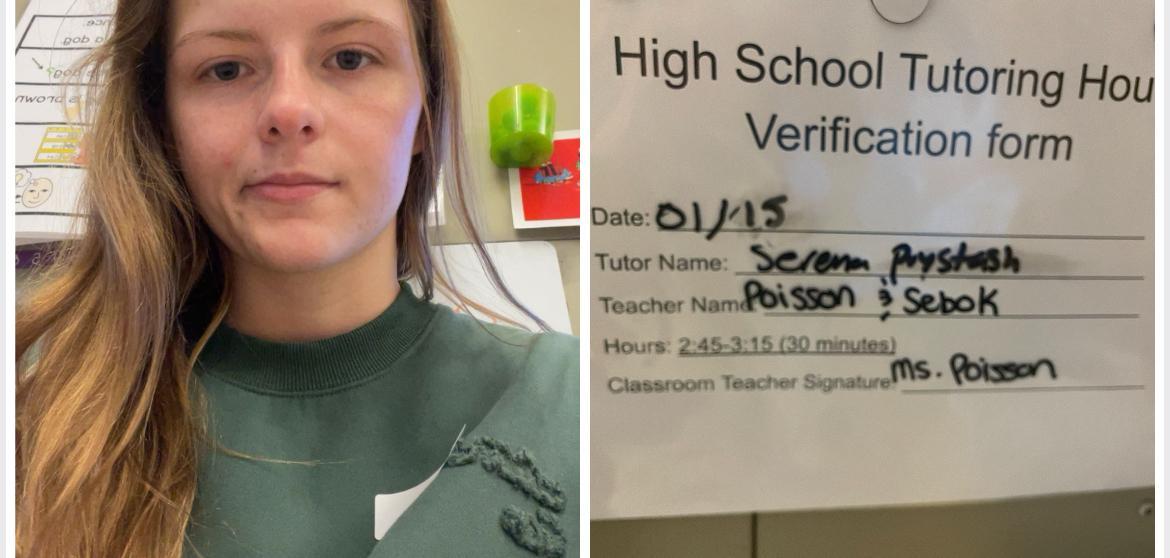 High School Tutoring Hou
Verification form
Date: 01/15
Tutor Name: Serena Prystash
Teacher Name Poisson & Sebok
Hours: 2:45-3:15 (30 minutes)
Classroom Teacher Signature: Ms. Poisson